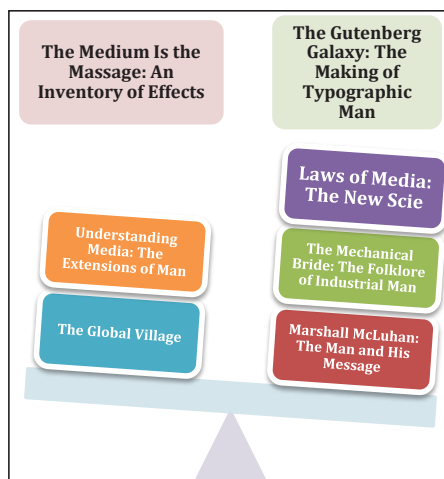 The Medium Is the
Massage: An
Inventory of Effects
The Gutenberg
Galaxy: The
Making of
Typographic
Man
Understanding
Media: The
Extensions of Man
The Global Village
Laws of Media:
The New Scie
The Mechanical
Bride: The Folklore
of Industrial Man
Marshall McLuhan:
The Man and His
Message